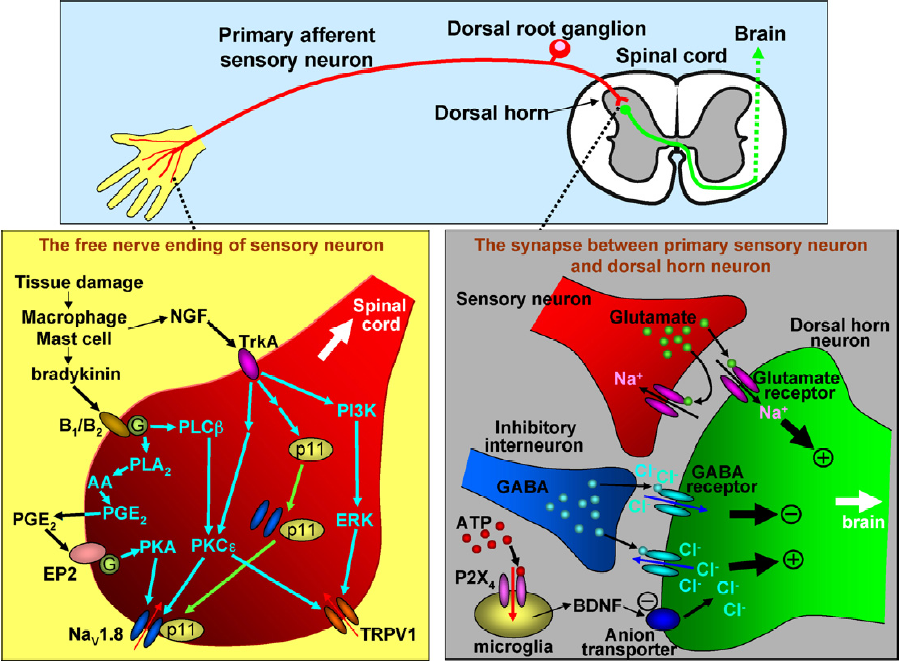 Primary afferent
sensory neuron
Dorsal root ganglion
Spinal cord
Brain
Dorsal horn
The free nerve ending of sensory neuron
Tissue damage
Macrophage
Mast cell
NGF
TrkA
Spinal
cord
bradykinin
B₁/B₂
G
PLCβ
PI3K
PLA₂
p11
AA
PGE₂
PGE₂
ERK
p11
EP2
G
PKA
PKCε
NaV1.8
p11
TRPV1
The synapse between primary sensory neuron
and dorsal horn neuron
Sensory neuron
Glutamate
Dorsal horn
neuron
Na⁺
Glutamate
receptor
Na⁺
+
Inhibitory
interneuron
GABA
Cl⁻
Cl⁻
Cl⁻
GABA
receptor
−
brain
ATP
P2X₄
Cl⁻
Cl⁻
Cl⁻
+
microglia
BDNF
−
Anion
transporter
Cl⁻
Cl⁻